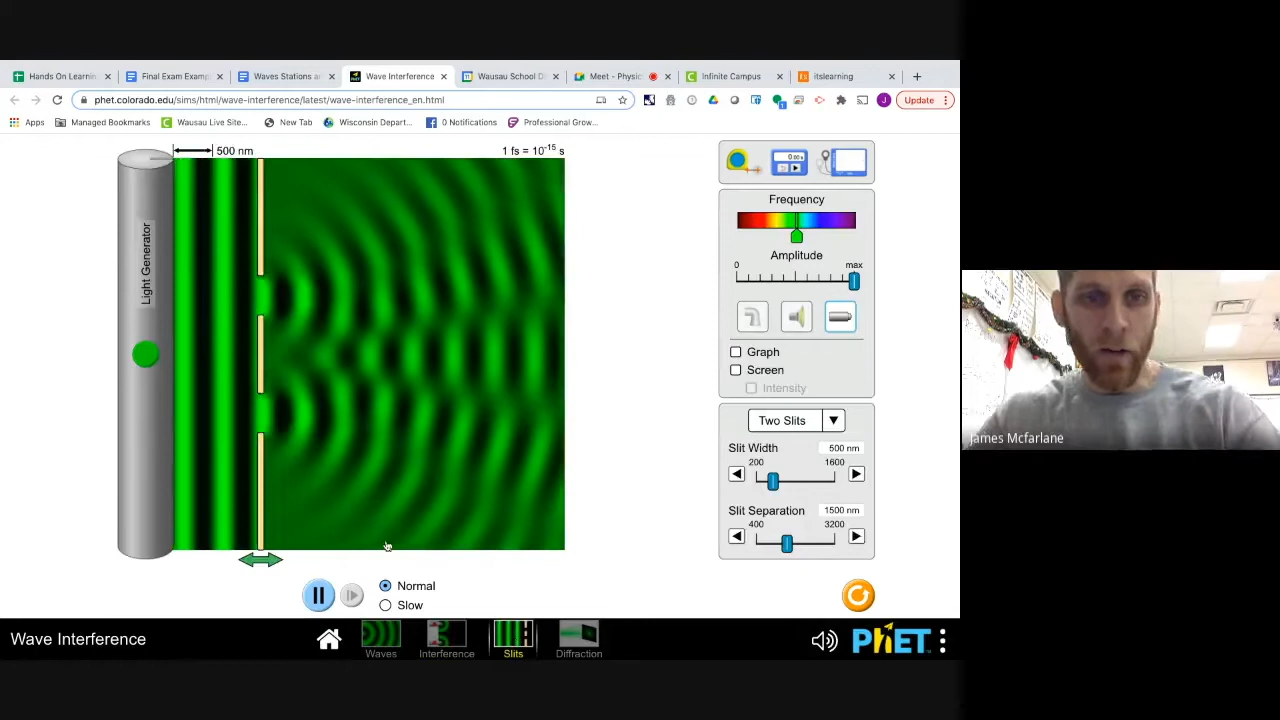 Hands On Learnin
Final Exam Examp
Waves Stations an
Wave Interference
Wausau School Di
Meet – Physic
Infinite Campus
itslearning
phet.colorado.edu/sims/html/wave-interference/latest/wave-interference_en.html
J
Update
Apps
Managed Bookmarks
Wausau Live Site...
New Tab
Wisconsin Depart...
0 Notifications
Professional Grow...
500 nm
1 fs = 10⁻¹⁵ s
Light Generator
0.00 s
Frequency
Amplitude
0
max
Graph
Screen
Intensity
Two Slits
Slit Width
500 nm
200
1600
Slit Separation
1500 nm
400
3200
Normal
Slow
Wave Interference
Waves
Interference
Slits
Diffraction
PhET
James Mcfarlane